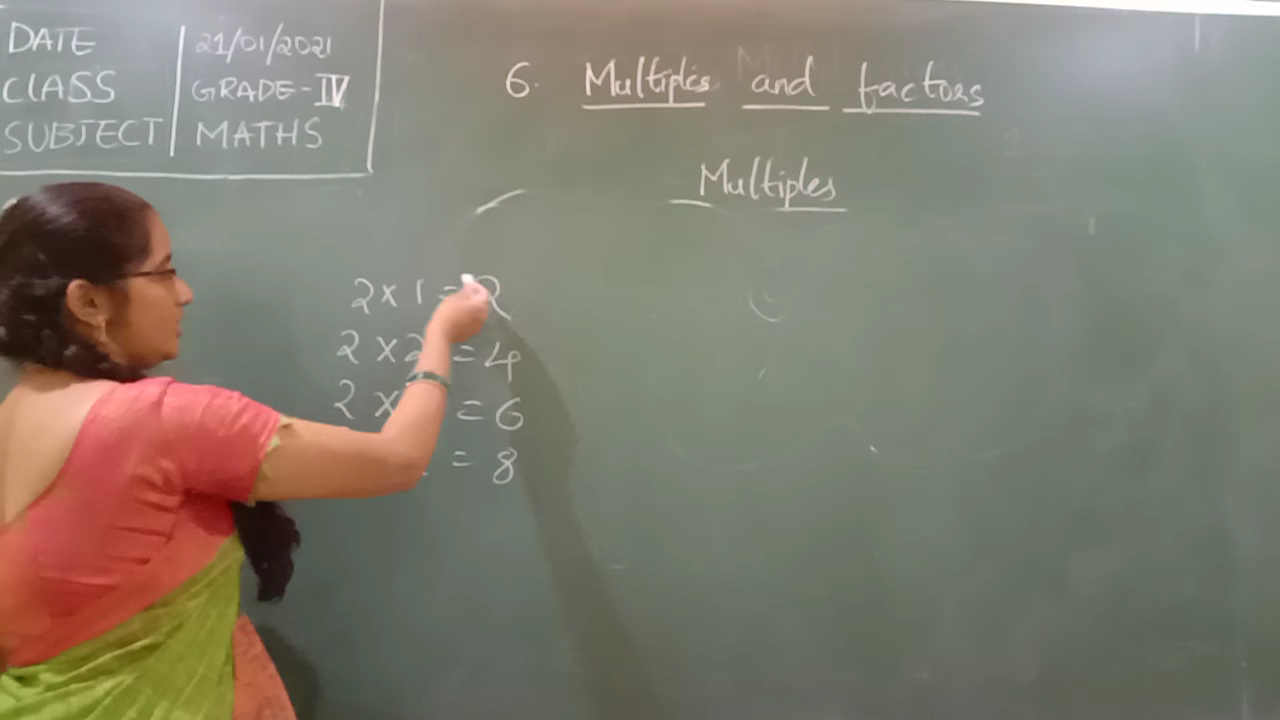 DATE 21/01/2021
CLASS GRADE-IV
SUBJECT MATHS
6. Multiples and factors
Multiples
2 × 1 = 2
2 × 2 = 4
2 × = 6
= 8